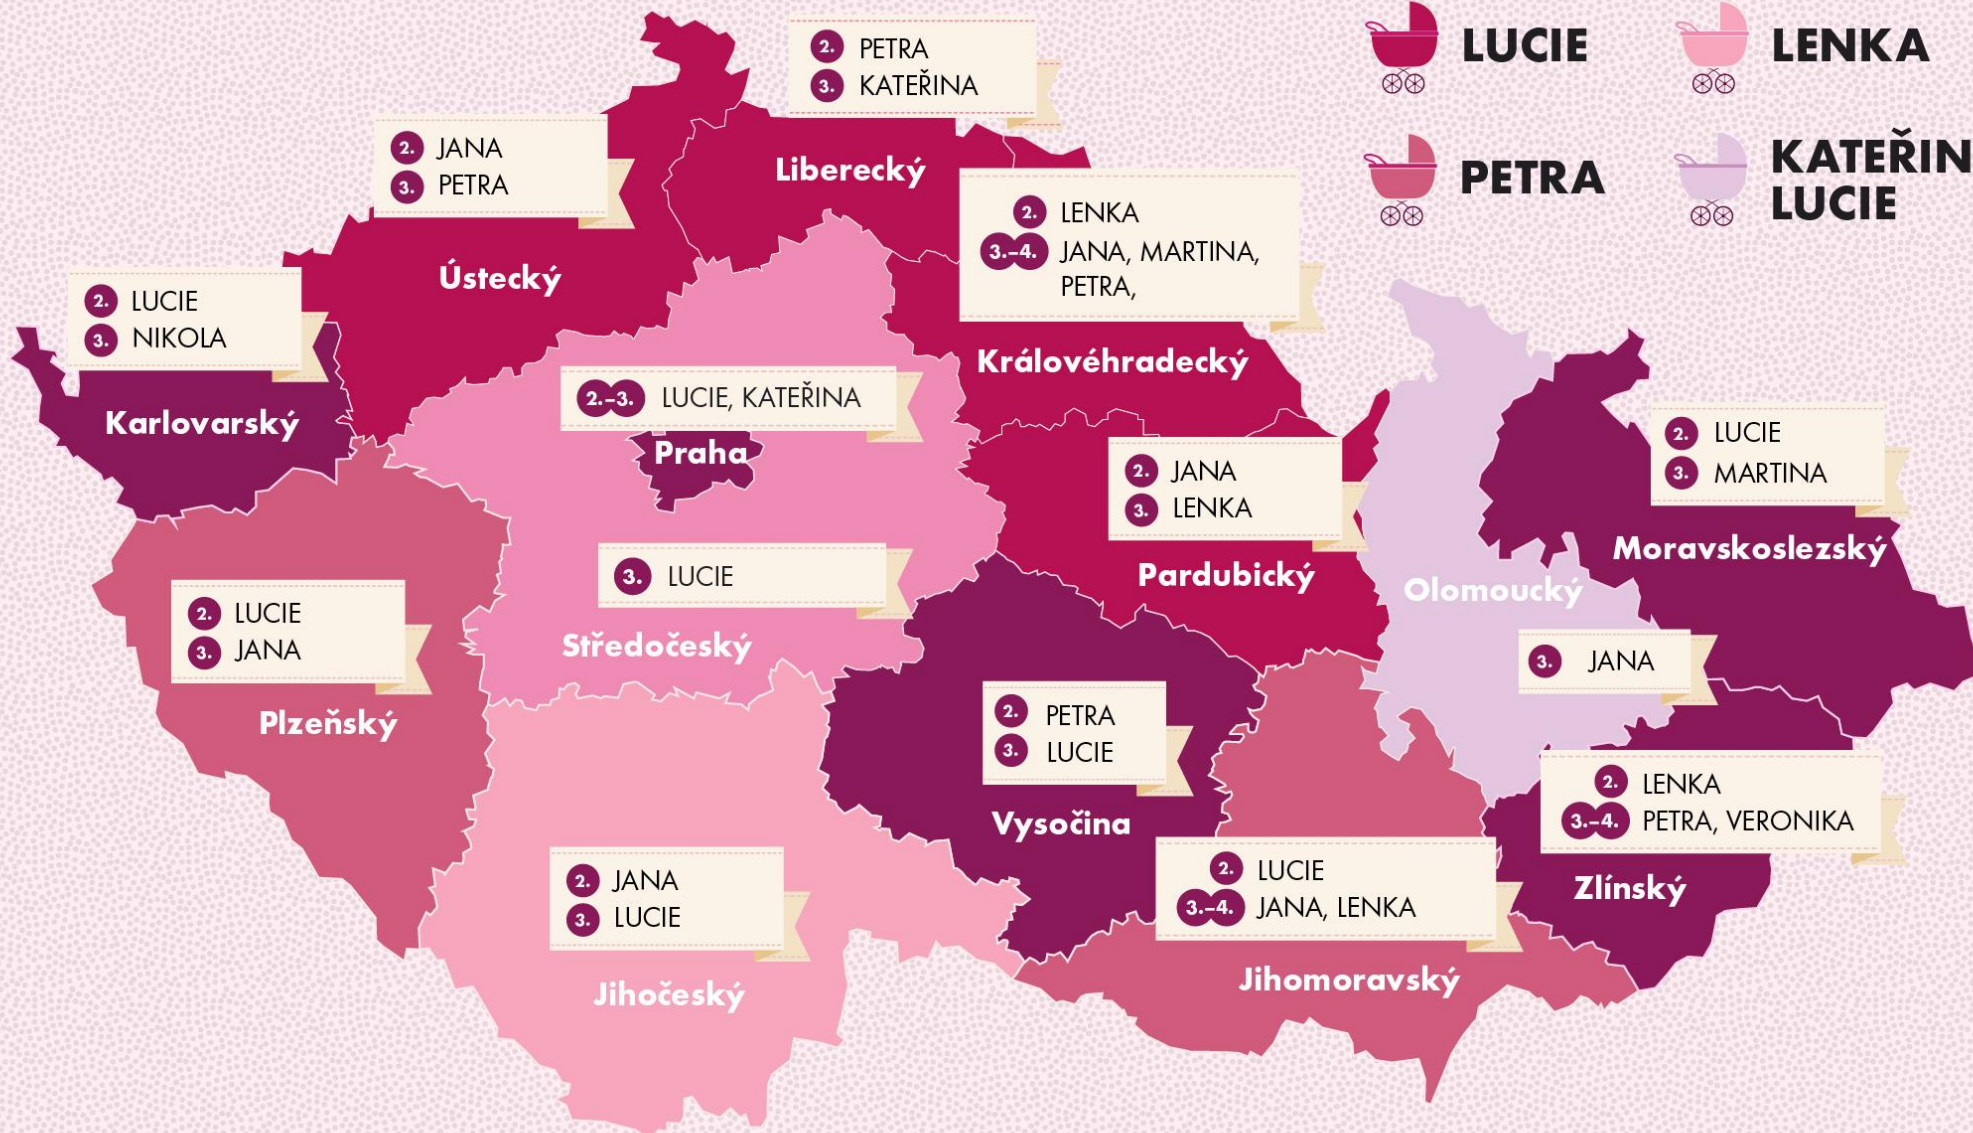 LUCIE
LENKA
PETRA
KATEŘIN
LUCIE
2. PETRA
3. KATEŘINA
Liberecký
2. JANA
3. PETRA
Ústecký
2. LENKA
3.-4. JANA, MARTINA,
PETRA,
Královéhradecký
2. LUCIE
3. NIKOLA
Karlovarský
2.-3. LUCIE, KATEŘINA
Praha
2. JANA
3. LENKA
Pardubický
2. LUCIE
3. MARTINA
Moravskoslezský
3. LUCIE
Středočeský
Olomoucký
3. JANA
2. LUCIE
3. JANA
Plzeňský
2. PETRA
3. LUCIE
Vysočina
2. LENKA
3.-4. PETRA, VERONIKA
Zlínský
2. JANA
3. LUCIE
Jihočeský
2. LUCIE
3.-4. JANA, LENKA
Jihomoravský